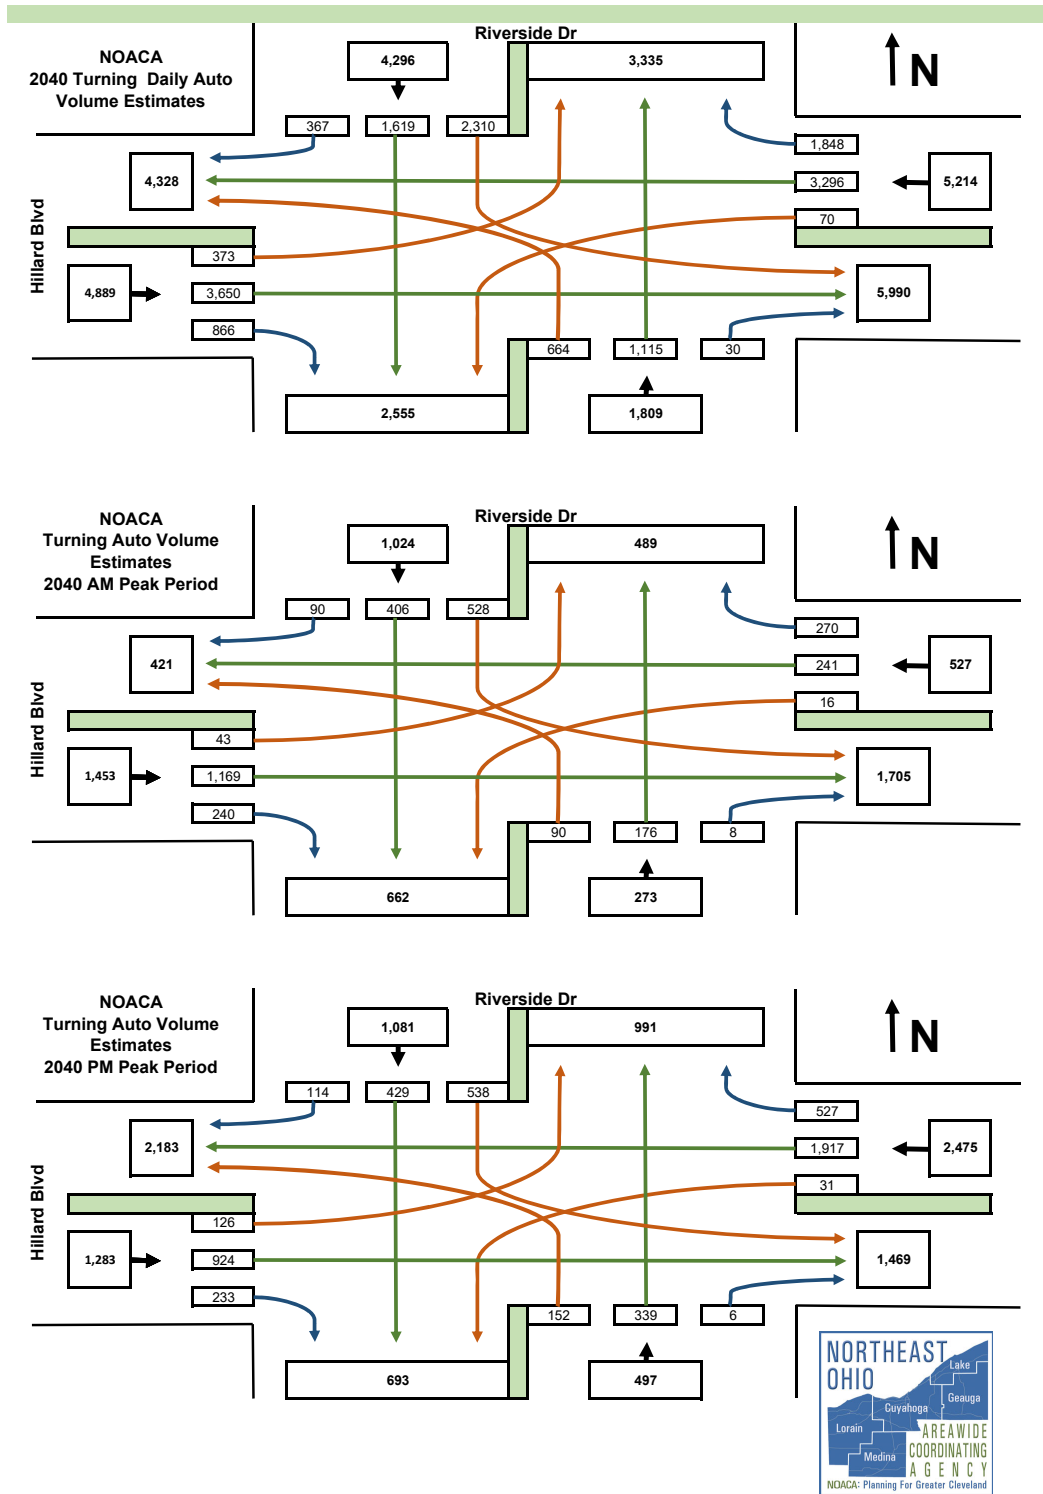 Riverside Dr
NOACA
2040 Turning Daily Auto
Volume Estimates
4,296
3,335
N
367
1,619
2,310
1,848
4,328
3,296
5,214
70
Hillard Blvd
373
4,889
3,650
5,990
866
664
1,115
30
2,555
1,809
Riverside Dr
NOACA
Turning Auto Volume
Estimates
2040 AM Peak Period
1,024
489
N
90
406
528
270
421
241
527
16
Hillard Blvd
43
1,453
1,169
1,705
240
90
176
8
662
273
Riverside Dr
NOACA
Turning Auto Volume
Estimates
2040 PM Peak Period
1,081
991
N
114
429
538
527
2,183
1,917
2,475
31
Hillard Blvd
126
1,283
924
1,469
233
152
339
6
693
497
NORTHEAST
OHIO
Lake
Geauga
Cuyahoga
Lorain
Medina
AREAWIDE
COORDINATING
AGENCY
NOACA: Planning For Greater Cleveland